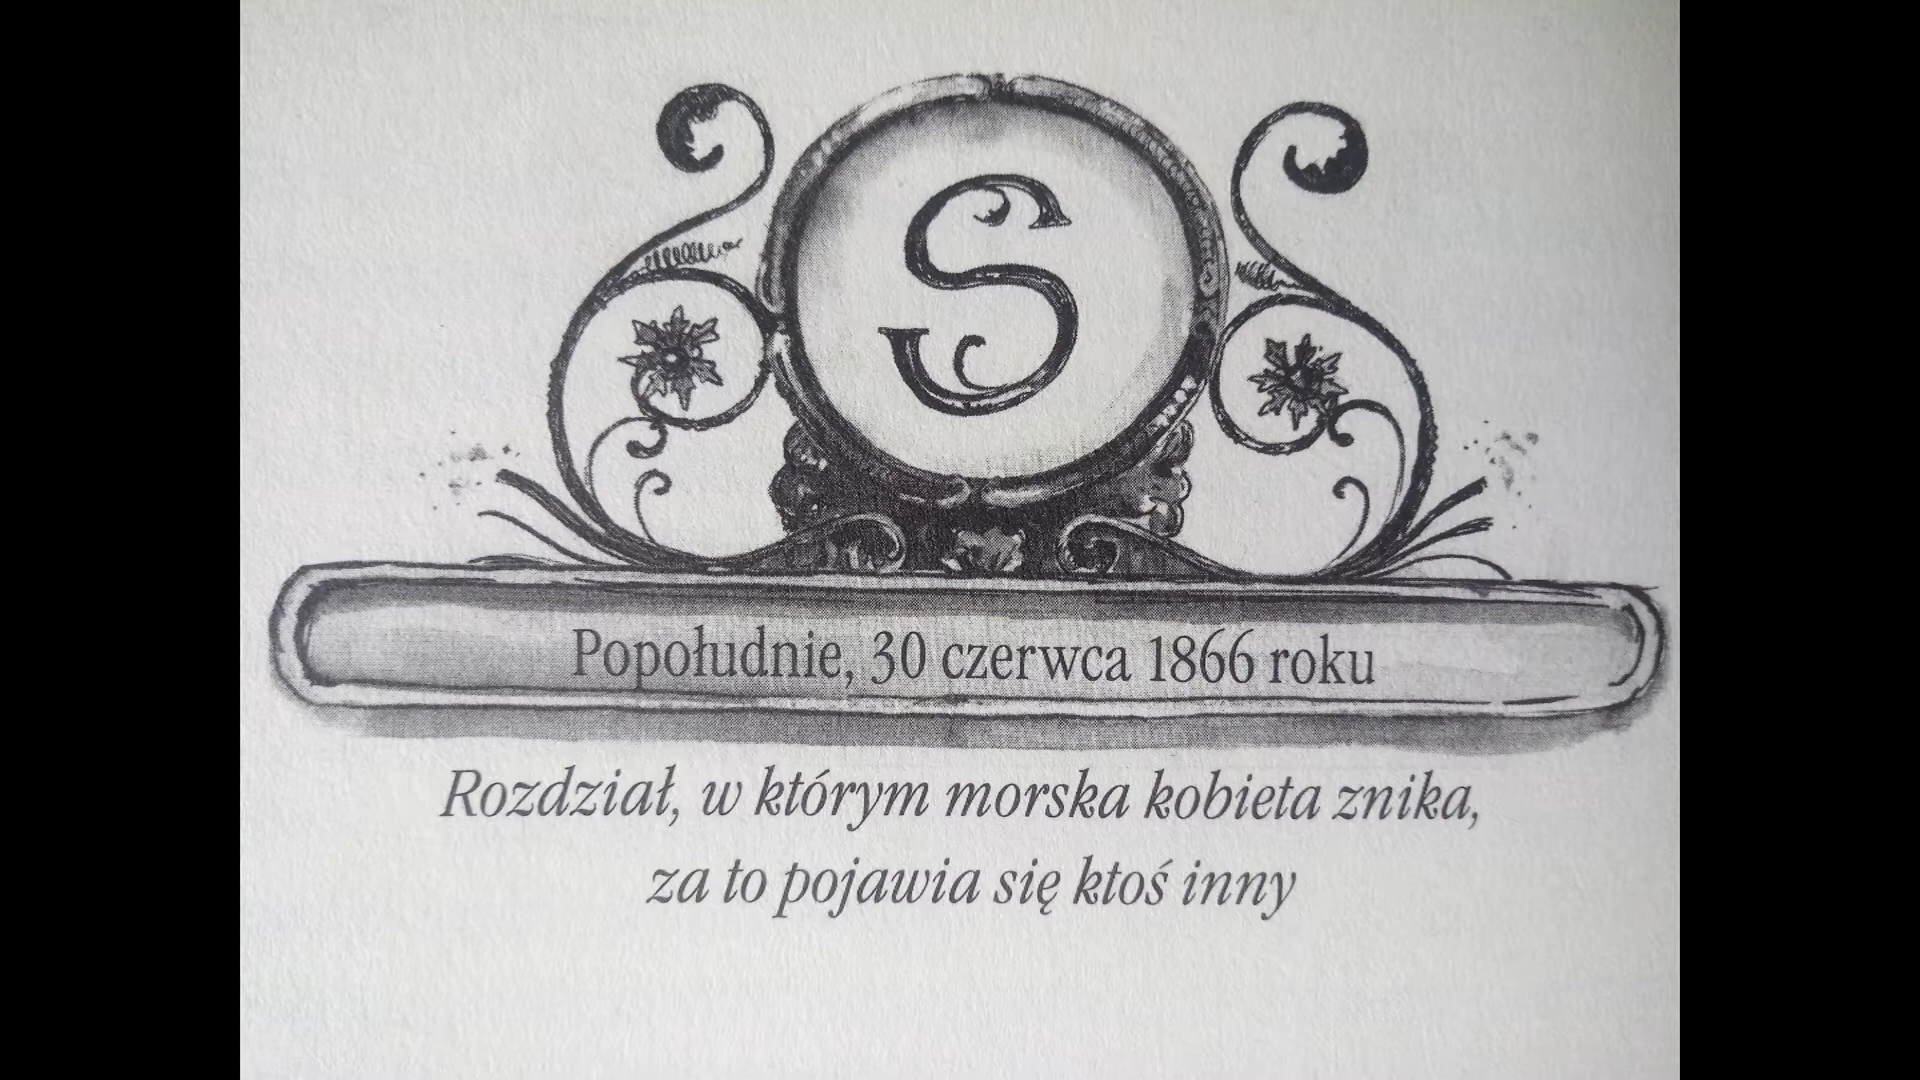 S
Popołudnie, 30 czerwca 1866 roku
Rozdział, w którym morska kobieta znika,
za to pojawia się ktoś inny